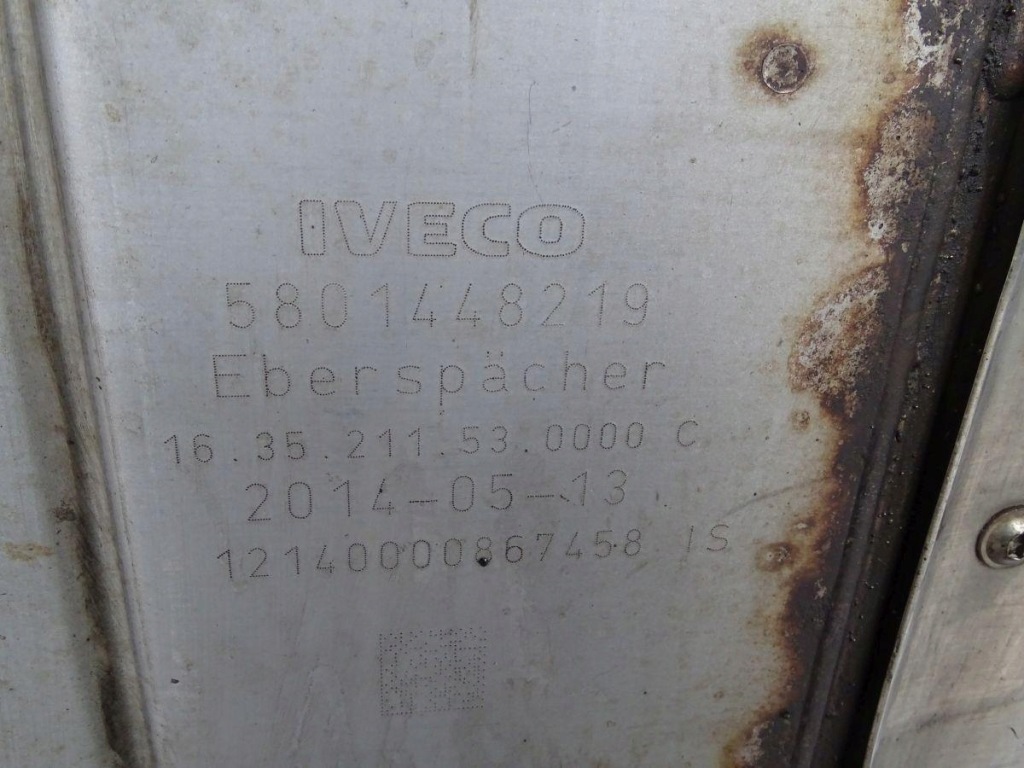 IVECO
5801448219
Eberspächer
16.35.211.53.0000 C
2014-05-13
12140000867458 IS